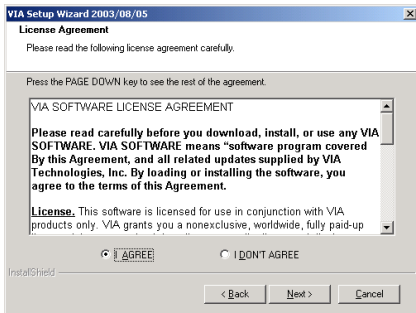 VIA Setup Wizard 2003/08/05
License Agreement
Please read the following license agreement carefully.
Press the PAGE DOWN key to see the rest of the agreement.
VIA SOFTWARE LICENSE AGREEMENT
Please read carefully before you download, install, or use any VIA
SOFTWARE. VIA SOFTWARE means “software program covered
By this Agreement, and all related updates supplied by VIA
Technologies, Inc. By loading or installing the software, you
agree to the terms of this Agreement.
License. This software is licensed for use in conjunction with VIA
products only. VIA grants you a nonexclusive, worldwide, fully paid-up
I AGREE
I DON'T AGREE
InstallShield
< Back
Next >
Cancel